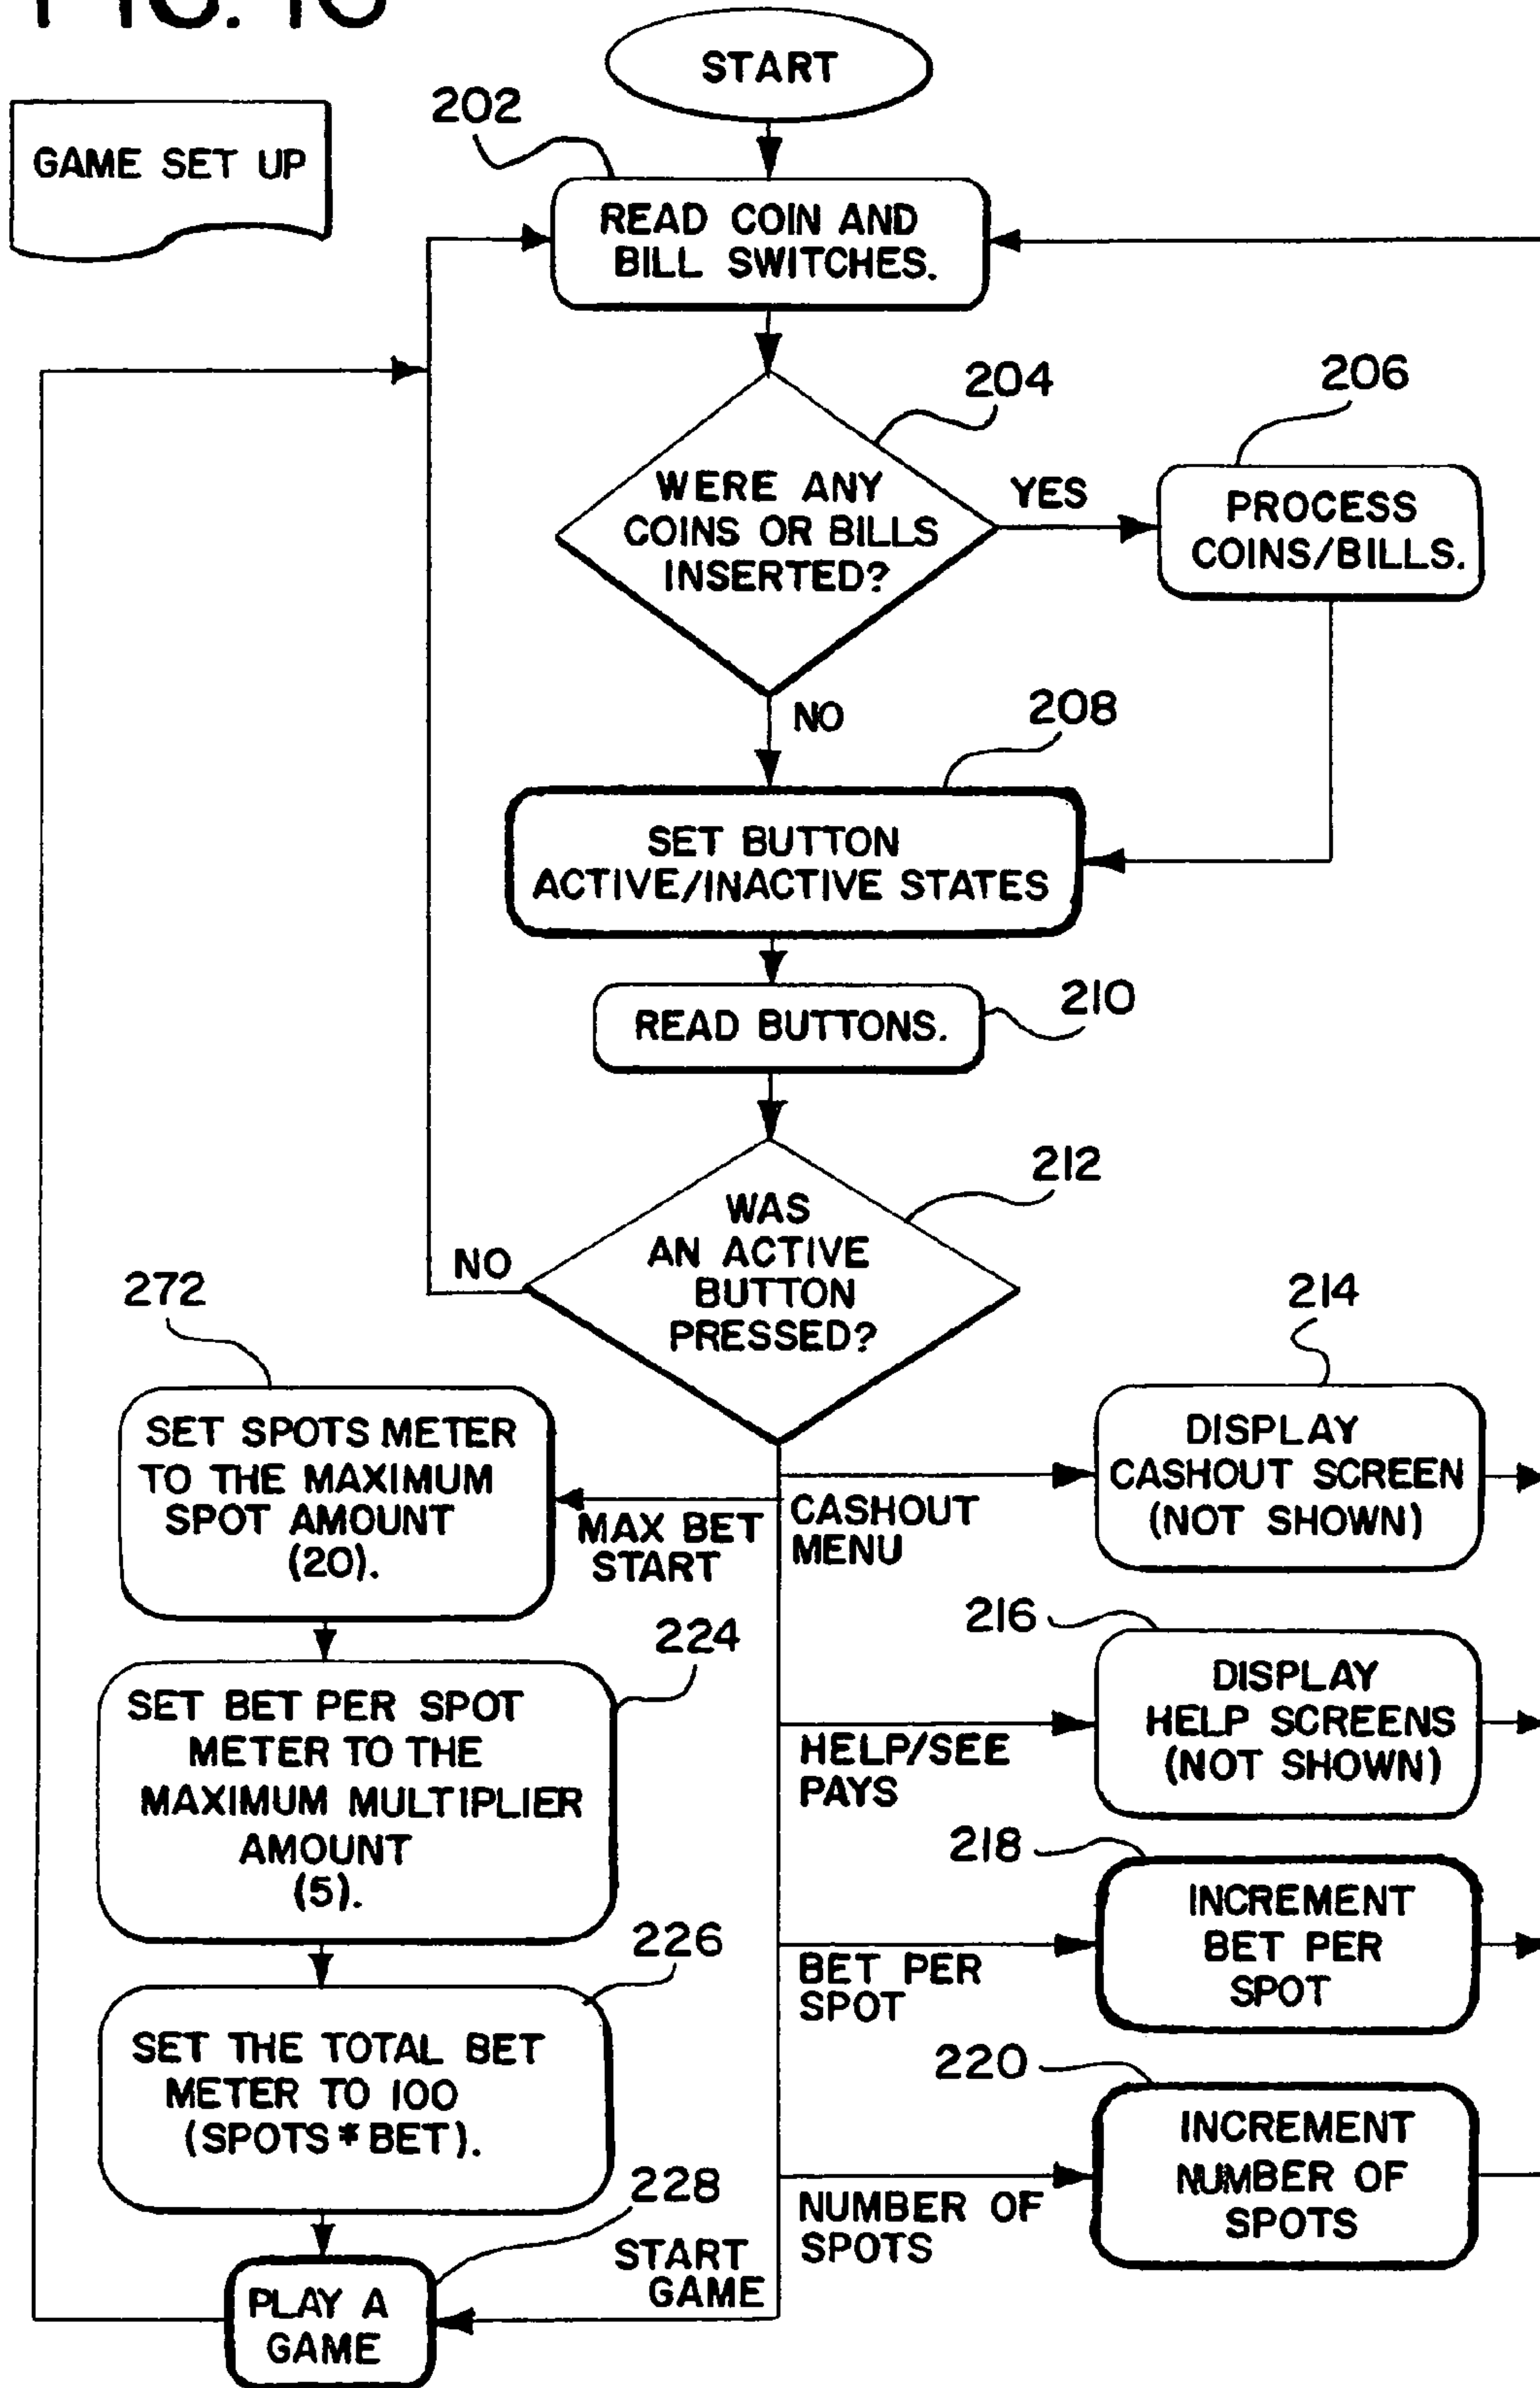 FIG. 10
START
GAME SET UP
202
READ COIN AND
BILL SWITCHES.
204
206
WERE ANY
COINS OR BILLS
INSERTED?
YES
PROCESS
COINS/BILLS.
NO
208
SET BUTTON
ACTIVE/INACTIVE STATES
210
READ BUTTONS.
212
WAS
AN ACTIVE
BUTTON
PRESSED?
NO
272
SET SPOTS METER
TO THE MAXIMUM
SPOT AMOUNT
(20).
MAX BET
START
CASHOUT
MENU
214
DISPLAY
CASHOUT SCREEN
(NOT SHOWN)
224
SET BET PER SPOT
METER TO THE
MAXIMUM MULTIPLIER
AMOUNT
(5).
HELP/SEE
PAYS
216
DISPLAY
HELP SCREENS
(NOT SHOWN)
218
INCREMENT
BET PER
SPOT
BET PER
SPOT
226
SET THE TOTAL BET
METER TO 100
(SPOTS * BET).
220
INCREMENT
NUMBER OF
SPOTS
NUMBER OF
SPOTS
228
START
GAME
PLAY A
GAME